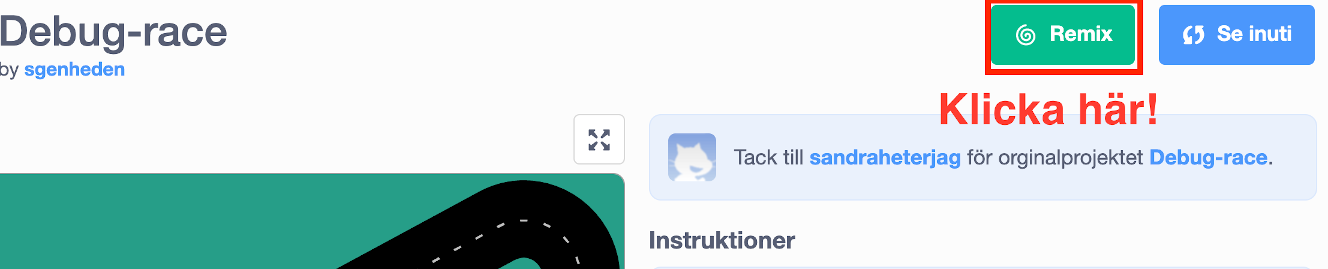 Debug-race
by sgenheden
Remix
Se inuti
Klicka här!
Tack till sandraheterjag för orginalprojektet Debug-race.
Instruktioner